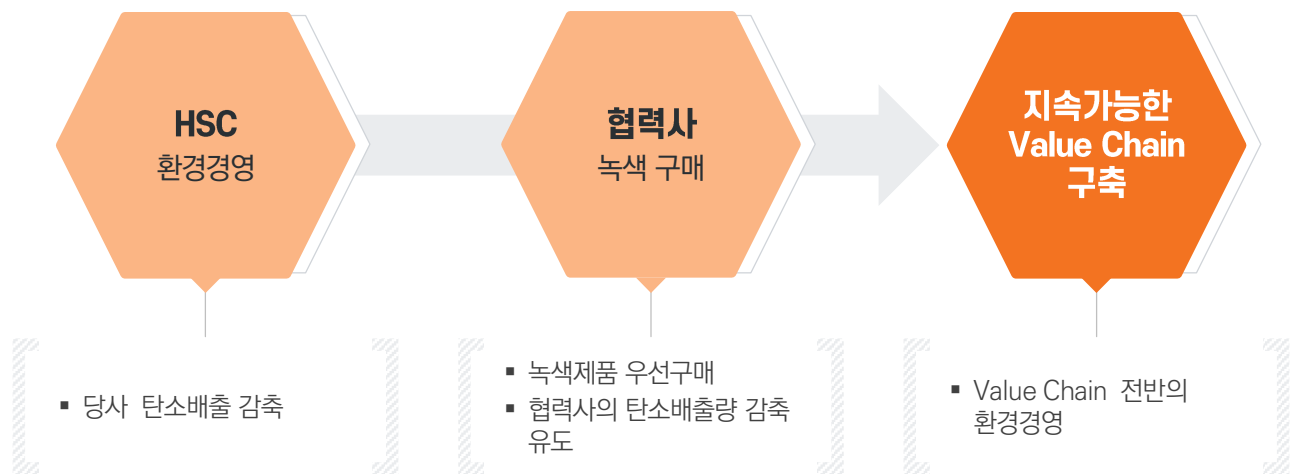 HSC
환경경영
협력사
녹색 구매
지속가능한
Value Chain
구축
▪ 당사 탄소배출 감축
▪ 녹색제품 우선구매
▪ 협력사의 탄소배출량 감축
유도
▪ Value Chain 전반의
환경경영